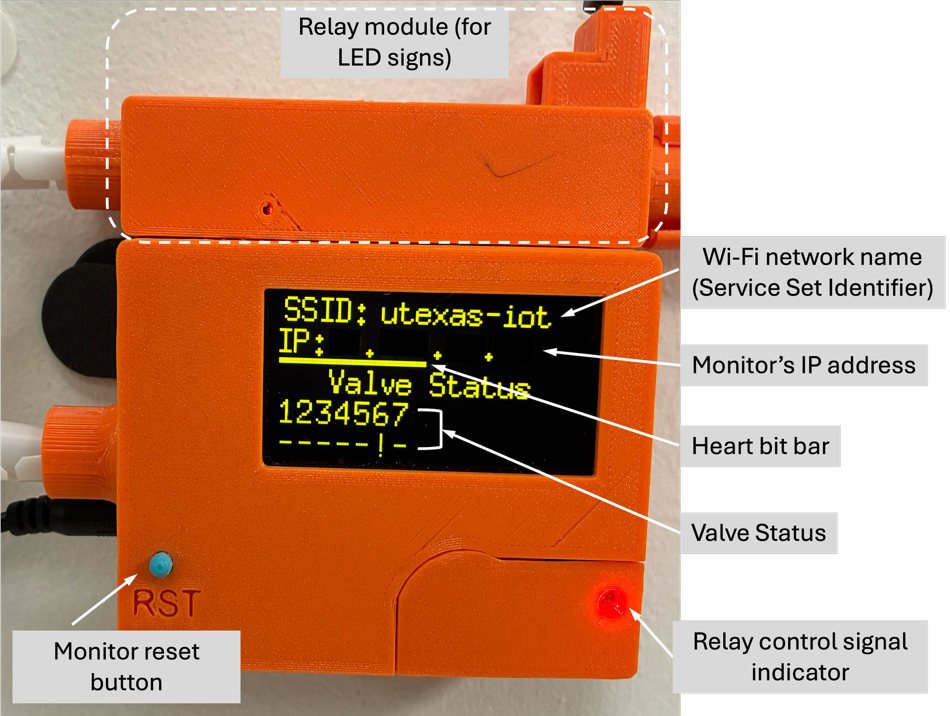 Relay module (for
LED signs)
SSID: utexas-iot
IP: . . .
Valve Status
1234567
-----!-
RST
Wi-Fi network name
(Service Set Identifier)
Monitor's IP address
Heart bit bar
Valve Status
Monitor reset
button
Relay control signal
indicator